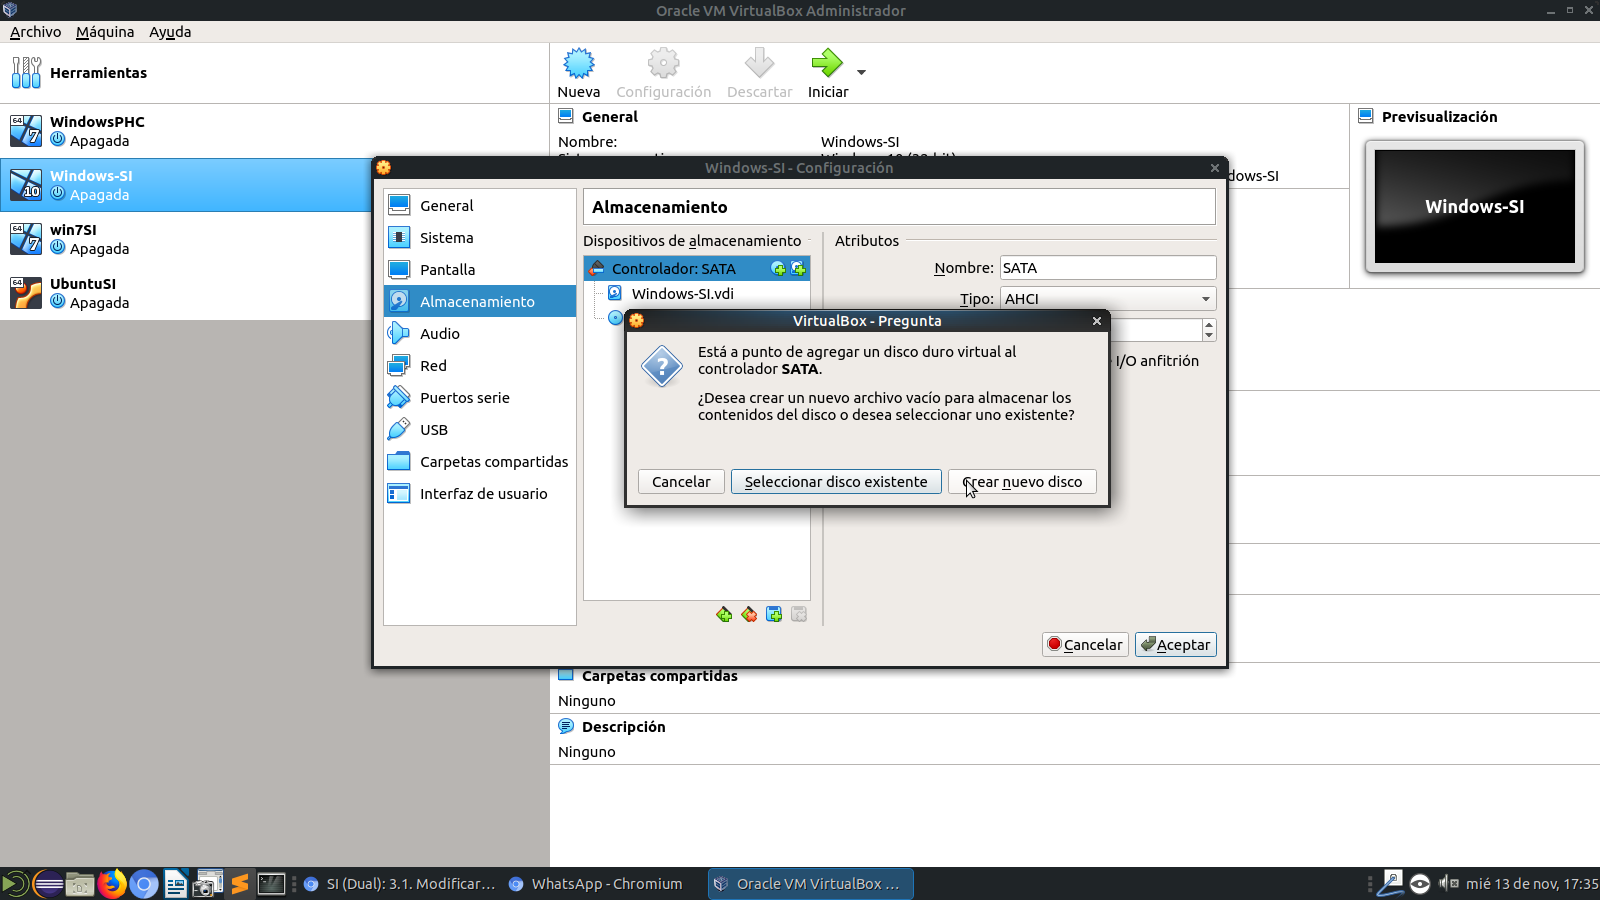 Oracle VM VirtualBox Administrador
Archivo Máquina Ayuda
Herramientas
Nueva Configuración Descartar Iniciar
64 7 WindowsPHC
Apagada
10 Windows-SI
Apagada
64 7 win7SI
Apagada
64 UbuntuSI
Apagada
General
Nombre: Windows-SI
Previsualización
Windows-SI
Windows-SI - Configuración
General
Sistema
Pantalla
Almacenamiento
Audio
Red
Puertos serie
USB
Carpetas compartidas
Interfaz de usuario
Almacenamiento
Dispositivos de almacenamiento
Controlador: SATA
Windows-SI.vdi
Atributos
Nombre: SATA
Tipo: AHCI
I/O anfitrión
VirtualBox - Pregunta
Está a punto de agregar un disco duro virtual al
controlador SATA.
¿Desea crear un nuevo archivo vacío para almacenar los
contenidos del disco o desea seleccionar uno existente?
Cancelar Seleccionar disco existente Crear nuevo disco
Cancelar Aceptar
Carpetas compartidas
Ninguno
Descripción
Ninguno
SI (Dual): 3.1. Modificar... WhatsApp - Chromium Oracle VM VirtualBox ... mié 13 de nov, 17:35